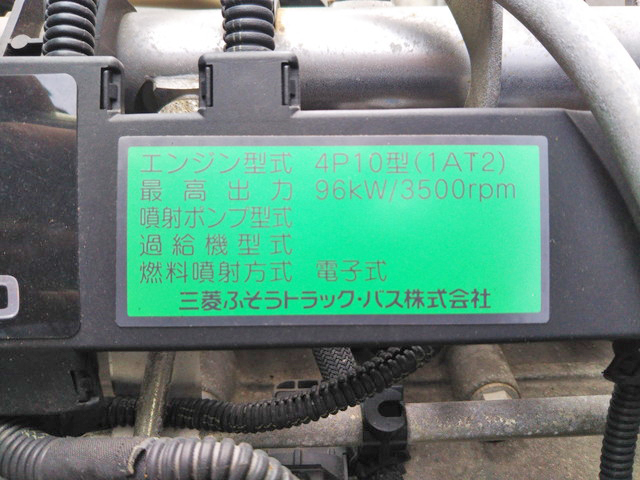 エンジン型式 4P10型(1AT2)
最高出力 96kW/3500rpm
噴射ポンプ型式
過給機型式
燃料噴射方式 電子式
三菱ふそうトラック・バス株式会社